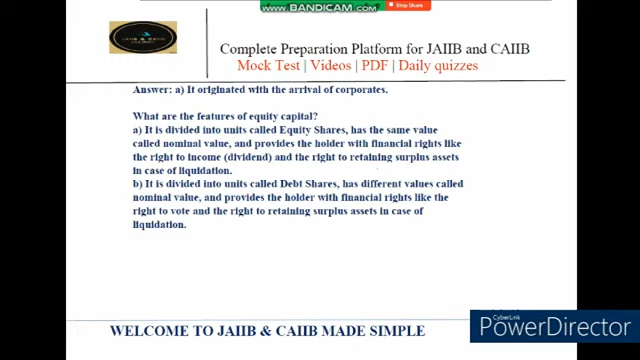 www.BANDICAM.com
Stop Share
JAIIB & CAIIB
Complete Preparation Platform for JAIIB and CAIIB
Mock Test | Videos | PDF | Daily quizzes
Answer: a) It originated with the arrival of corporates.
What are the features of equity capital?
a) It is divided into units called Equity Shares, has the same value
called nominal value, and provides the holder with financial rights like
the right to income (dividend) and the right to retaining surplus assets
in case of liquidation.
b) It is divided into units called Debt Shares, has different values called
nominal value, and provides the holder with financial rights like the
right to vote and the right to retaining surplus assets in case of
liquidation.
WELCOME TO JAIIB & CAIIB MADE SIMPLE
CyberLink
PowerDirector